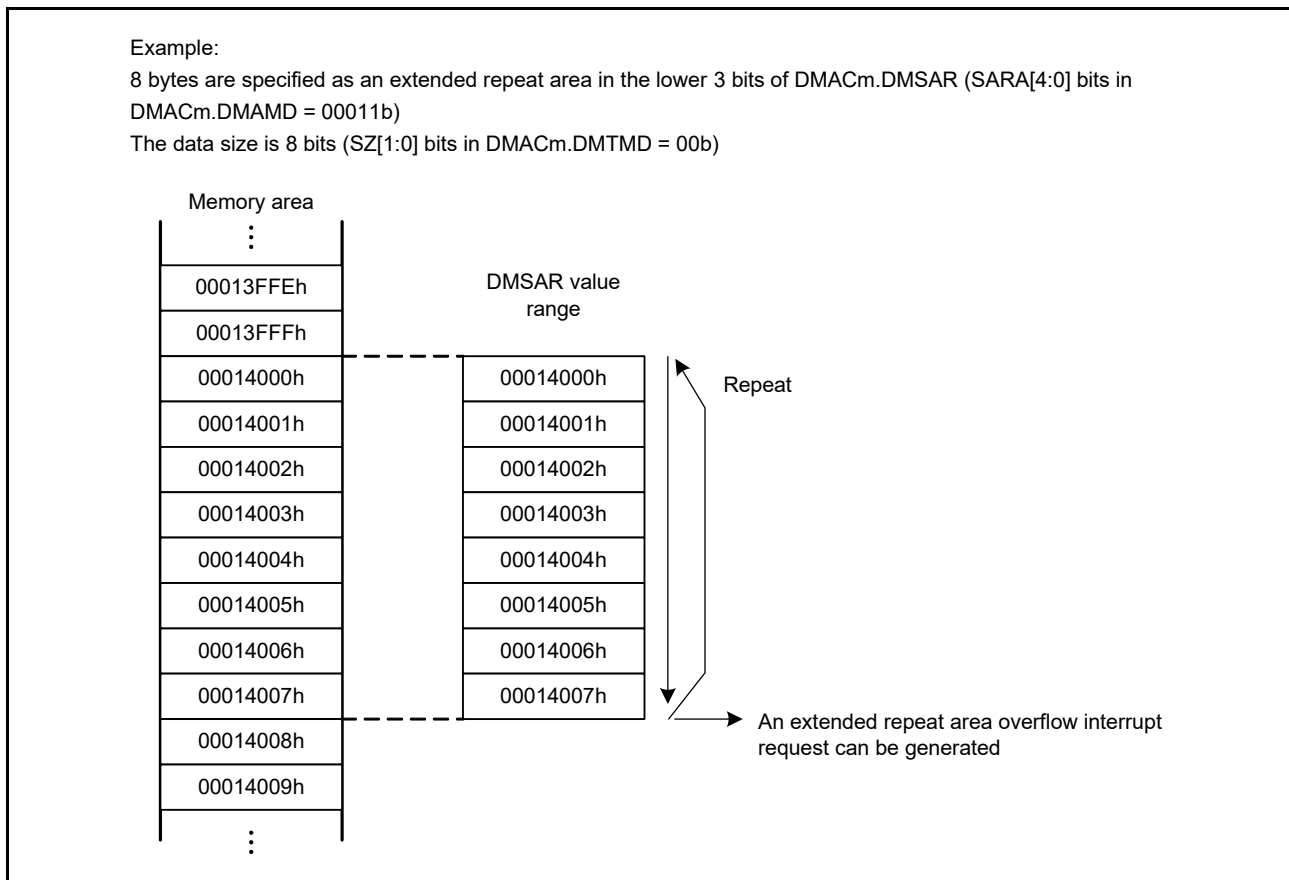 Example:
8 bytes are specified as an extended repeat area in the lower 3 bits of DMACm.DMSAR (SARA[4:0] bits in
DMACm.DMAMD = 00011b)
The data size is 8 bits (SZ[1:0] bits in DMACm.DMTMD = 00b)
Memory area
00013FFEh
00013FFFh
00014000h
00014001h
00014002h
00014003h
00014004h
00014005h
00014006h
00014007h
00014008h
00014009h
DMSAR value
range
00014000h
00014001h
00014002h
00014003h
00014004h
00014005h
00014006h
00014007h
Repeat
An extended repeat area overflow interrupt
request can be generated